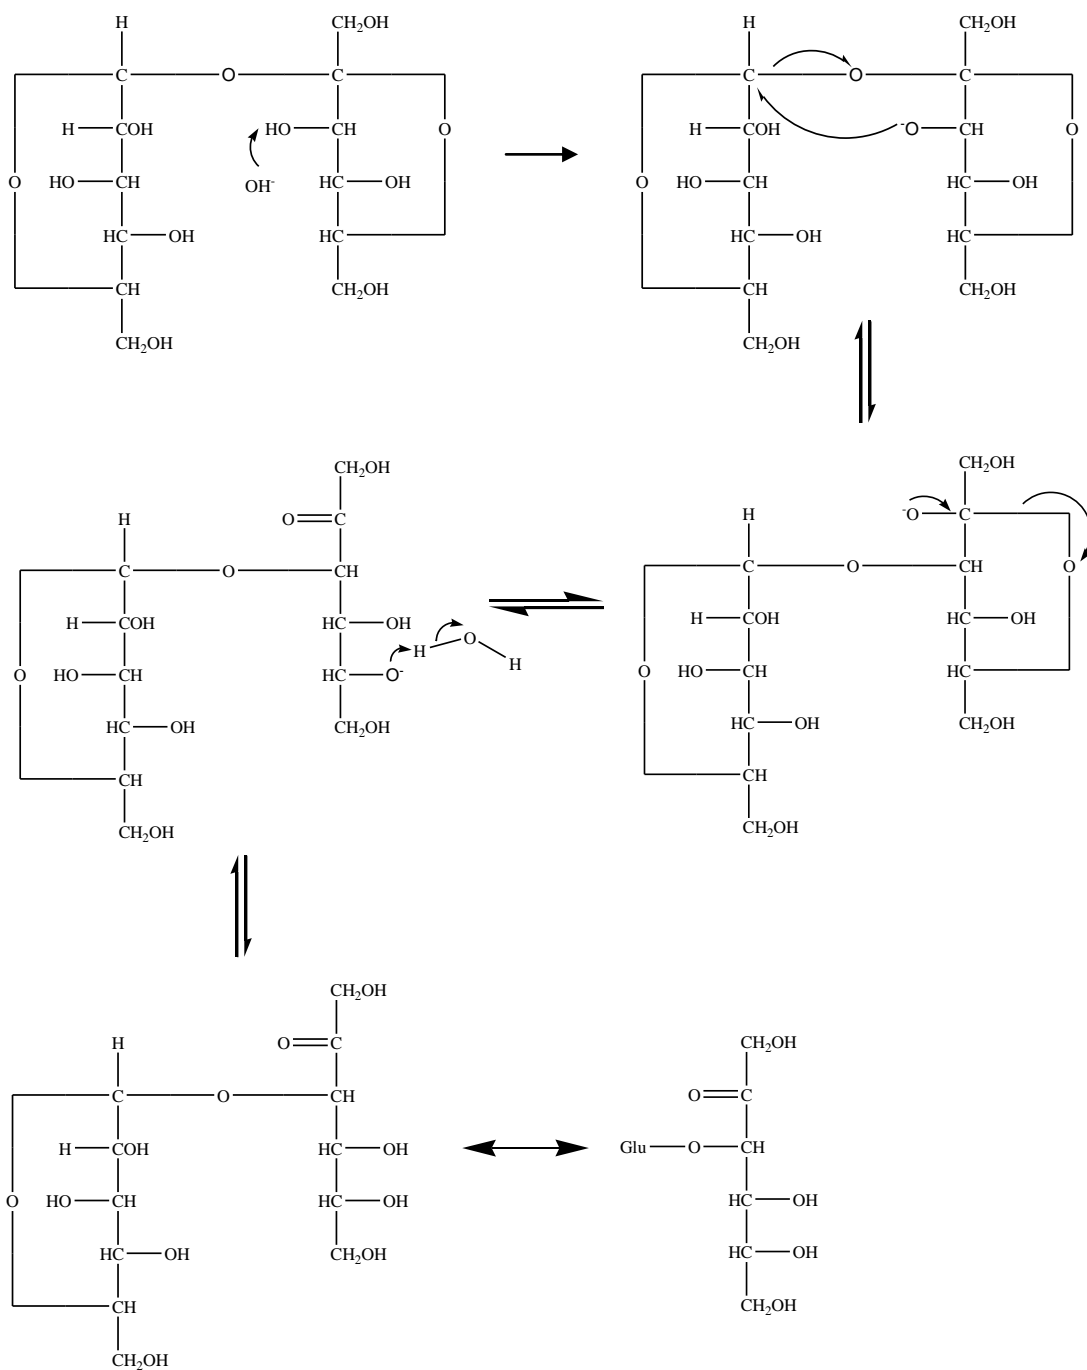 H CH2OH H CH2OH
C O C C O C
H COH HO CH O H COH -O CH O
OH-
O HO CH HC OH O HO CH HC OH
HC OH HC HC OH HC
CH CH2OH CH CH2OH
CH2OH CH2OH
CH2OH
CH2OH
H O C H -O C
C O CH C O CH O
H COH HC OH H O H COH HC OH
H
O HO CH HC O- O HO CH HC
HC OH CH2OH HC OH CH2OH
CH CH
CH2OH CH2OH
CH2OH
H O C CH2OH
C O CH O C
H COH HC OH Glu O CH
O HO CH HC OH HC OH
HC OH CH2OH HC OH
CH CH2OH
CH2OH